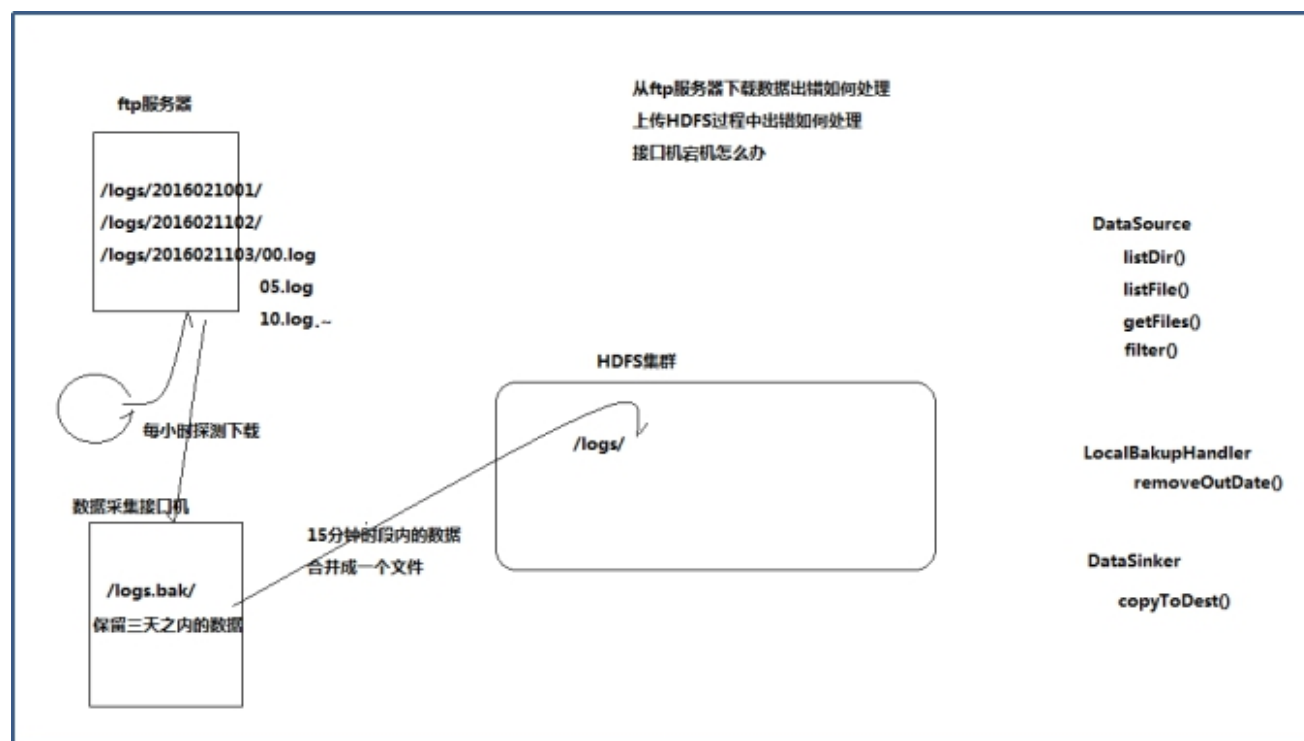 ftp服务器
/logs/2016021001/
/logs/2016021102/
/logs/2016021103/00.log
05.log
10.log .~
每小时探测下载
数据采集接口机
/logs.bak/
保留三天之内的数据
15分钟时段内的数据
合并成一个文件
从ftp服务器下载数据出错如何处理
上传HDFS过程中出错如何处理
接口机宕机怎么办
HDFS集群
/logs/
DataSource
listDir()
listFile()
getFiles()
filter()
LocalBakupHandler
removeOutDate()
DataSinker
copyToDest()